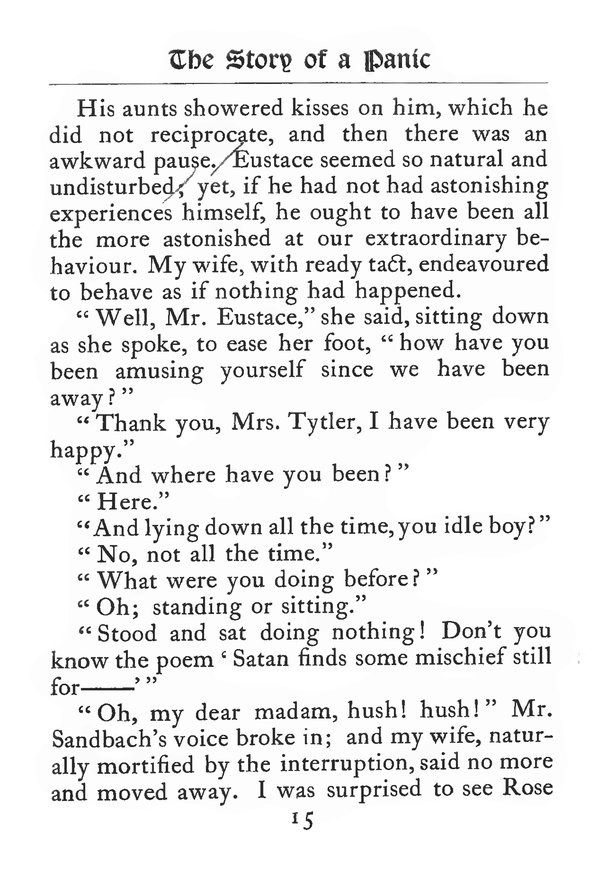 The Story of a Panic
His aunts showered kisses on him, which he
did not reciprocate, and then there was an
awkward pause. Eustace seemed so natural and
undisturbed; yet, if he had not had astonishing
experiences himself, he ought to have been all
the more astonished at our extraordinary be-
haviour. My wife, with ready tact, endeavoured
to behave as if nothing had happened.
“ Well, Mr. Eustace,” she said, sitting down
as she spoke, to ease her foot, “ how have you
been amusing yourself since we have been
away ? ”
“ Thank you, Mrs. Tytler, I have been very
happy.”
“ And where have you been ? ”
“ Here.”
“ And lying down all the time, you idle boy? ”
“ No, not all the time.”
“ What were you doing before ? ”
“ Oh; standing or sitting.”
“ Stood and sat doing nothing! Don’t you
know the poem ‘ Satan finds some mischief still
for——’ ”
“ Oh, my dear madam, hush! hush! ” Mr.
Sandbach’s voice broke in; and my wife, natur-
ally mortified by the interruption, said no more
and moved away. I was surprised to see Rose
15